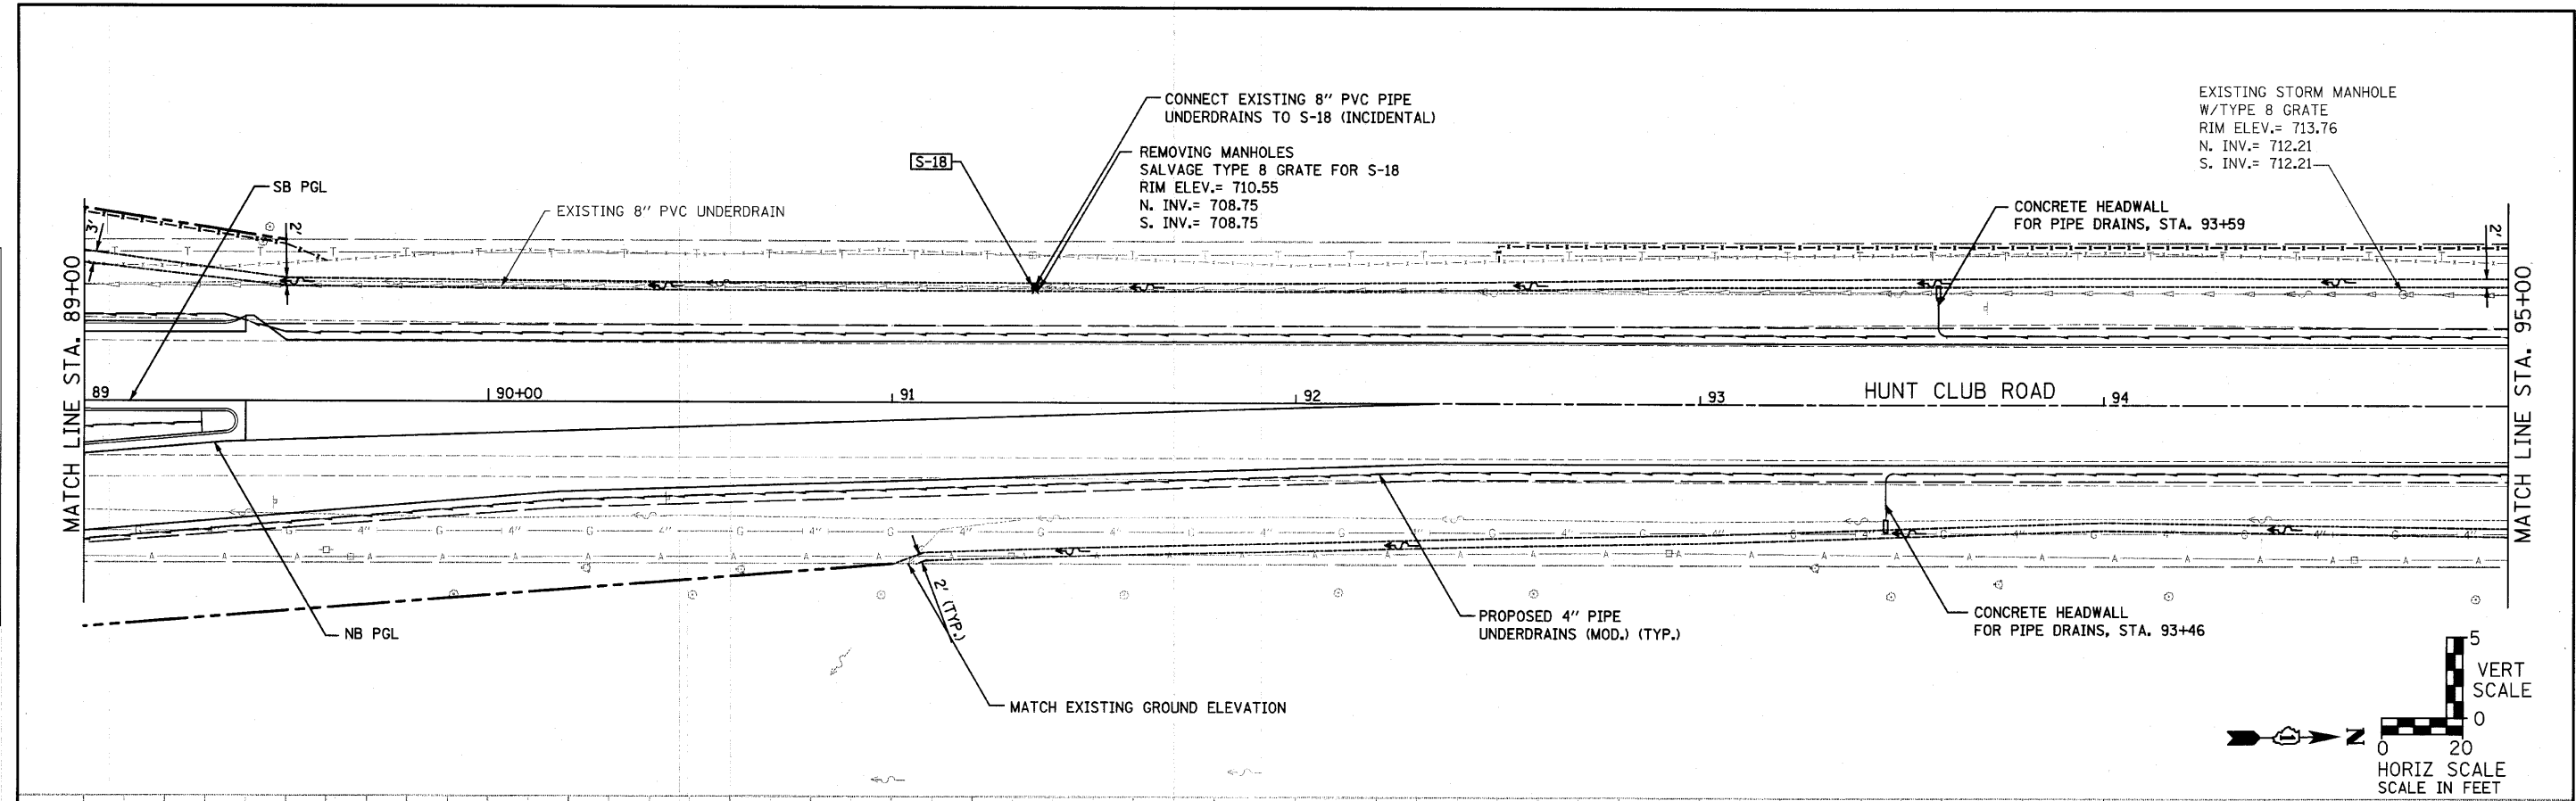 CONNECT EXISTING 8" PVC PIPE
UNDERDRAINS TO S-18 (INCIDENTAL)
REMOVING MANHOLES
SALVAGE TYPE 8 GRATE FOR S-18
RIM ELEV.= 710.55
N. INV.= 708.75
S. INV.= 708.75
S-18
EXISTING STORM MANHOLE
W/TYPE 8 GRATE
RIM ELEV.= 713.76
N. INV.= 712.21
S. INV.= 712.21
SB PGL
EXISTING 8" PVC UNDERDRAIN
CONCRETE HEADWALL
FOR PIPE DRAINS, STA. 93+59
3'
2'
2'
MATCH LINE STA. 89+00
MATCH LINE STA. 95+00
89
90+00
91
92
93
HUNT CLUB ROAD
94
NB PGL
2' (TYP.)
MATCH EXISTING GROUND ELEVATION
PROPOSED 4" PIPE
UNDERDRAINS (MOD.) (TYP.)
CONCRETE HEADWALL
FOR PIPE DRAINS, STA. 93+46
5
VERT
SCALE
0
N
0 20
HORIZ SCALE
SCALE IN FEET